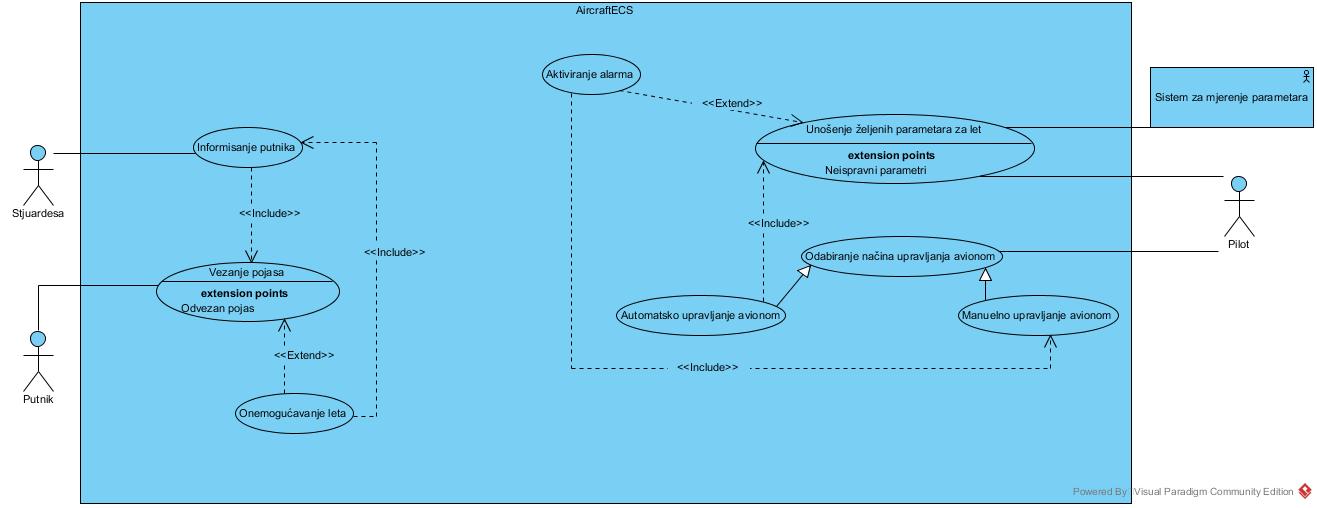 AircraftECS
Aktiviranje alarma
<<Extend>>
Sistem za mjerenje parametara
Unošenje željenih parametara za let
extension points
Neispravni parametri
Informisanje putnika
Stjuardesa
<<Include>>
<<Include>>
<<Include>>
Pilot
Odabiranje načina upravljanja avionom
Vezanje pojasa
extension points
Odvezan pojas
Automatsko upravljanje avionom
Manuelno upravljanje avionom
<<Extend>>
<<Include>>
Putnik
Onemogućavanje leta
Powered By Visual Paradigm Community Edition